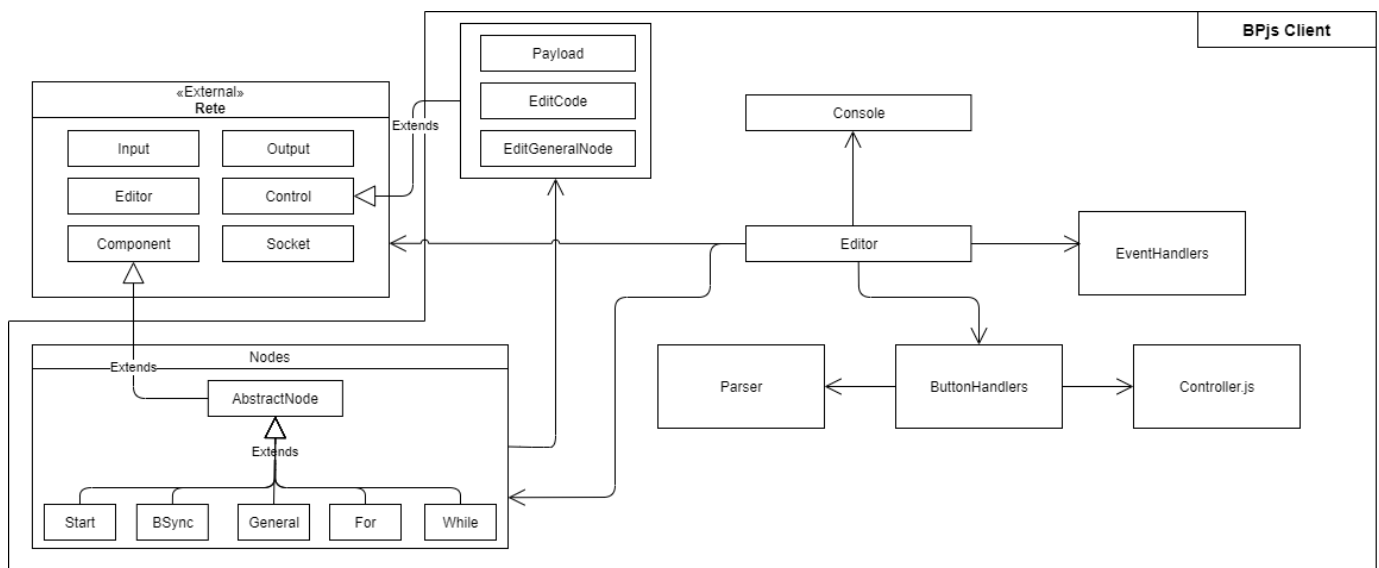 BPjs Client
«External»
Rete
Input
Output
Editor
Control
Component
Socket
Extends
Payload
EditCode
EditGeneralNode
Console
Editor
EventHandlers
Parser
ButtonHandlers
Controller.js
Nodes
Extends
AbstractNode
Extends
Start
BSync
General
For
While